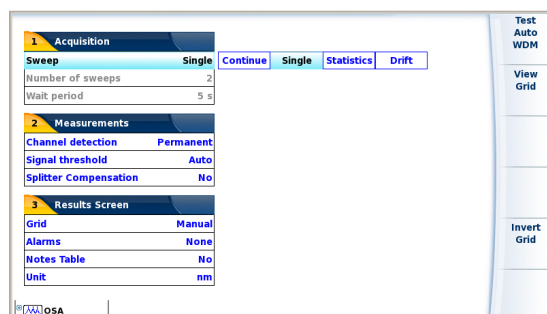 1 Acquisition
Sweep Single Continue Single Statistics Drift
Number of sweeps 2
Wait period 5 s
2 Measurements
Channel detection Permanent
Signal threshold Auto
Splitter Compensation No
3 Results Screen
Grid Manual
Alarms None
Notes Table No
Unit nm
OSA
Test
Auto
WDM
View
Grid
Invert
Grid